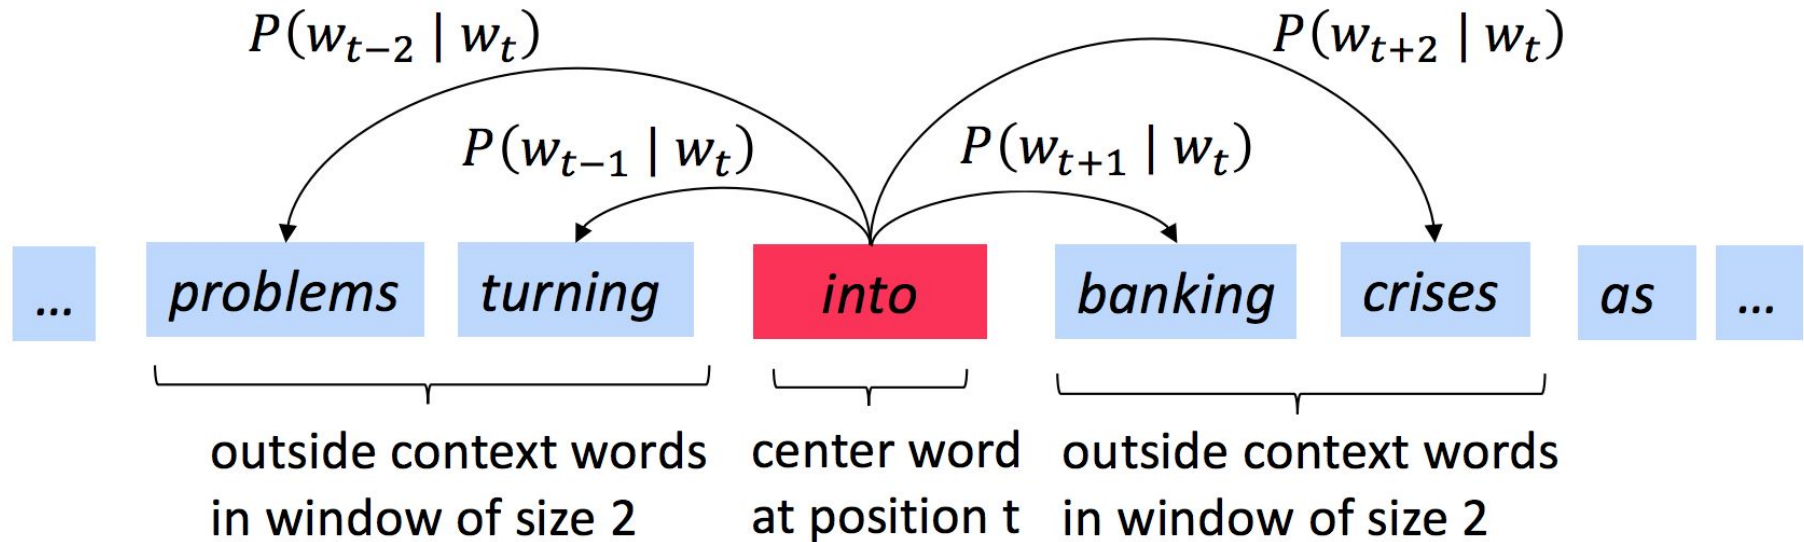 P(w_{t−2} | w_t)
P(w_{t+2} | w_t)
P(w_{t−1} | w_t)
P(w_{t+1} | w_t)
... problems turning into banking crises as ...
outside context words
in window of size 2
center word
at position t
outside context words
in window of size 2